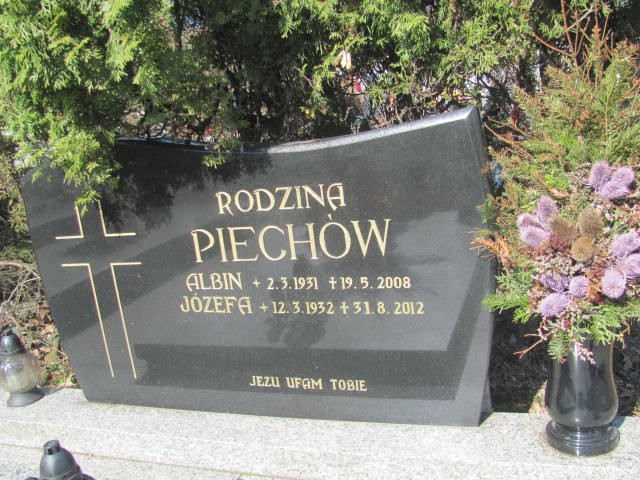 RODZINA
PIECHÓW
ALBIN + 2.3.1931 † 19.5.2008
JÓZEFA + 12.3.1932 † 31.8.2012
JEZU UFAM TOBIE